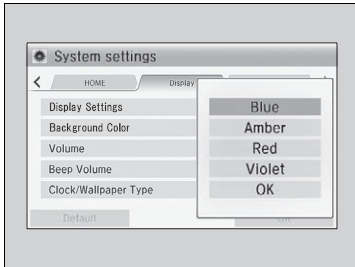 System settings
HOME
Display
Display Settings
Background Color
Volume
Beep Volume
Clock/Wallpaper Type
Default
Blue
Amber
Red
Violet
OK